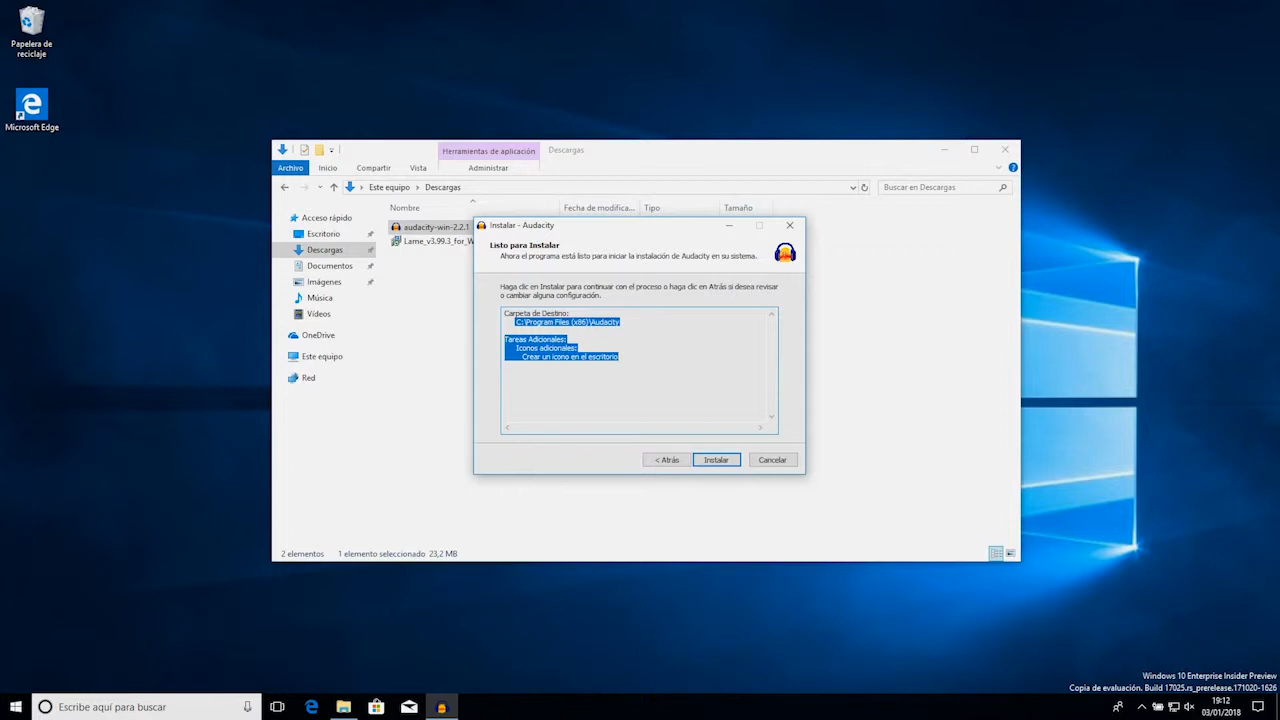 Papelera de
reciclaje
Microsoft Edge
Herramientas de aplicación
Descargas
Archivo
Inicio
Compartir
Vista
Administrar
Este equipo
Descargas
Buscar en Descargas
Nombre
Fecha de modifica...
Tipo
Tamaño
Acceso rápido
Escritorio
Descargas
Documentos
Imágenes
Música
Vídeos
OneDrive
Este equipo
Red
audacity-win-2.2.1
Lame_v3.99.3_for_W
Instalar - Audacity
Listo para Instalar
Ahora el programa está listo para iniciar la instalación de Audacity en su sistema.
Haga clic en Instalar para continuar con el proceso o haga clic en Atrás si desea revisar
o cambiar alguna configuración.
Carpeta de Destino:
C:\Program Files (x86)\Audacity
Tareas Adicionales:
Iconos adicionales:
Crear un icono en el escritorio
< Atrás
Instalar
Cancelar
2 elementos
1 elemento seleccionado 23,2 MB
Windows 10 Enterprise Insider Preview
Copia de evaluación. Build 17025.rs_prerelease.171020-1626
Escribe aquí para buscar
19:12
03/01/2018